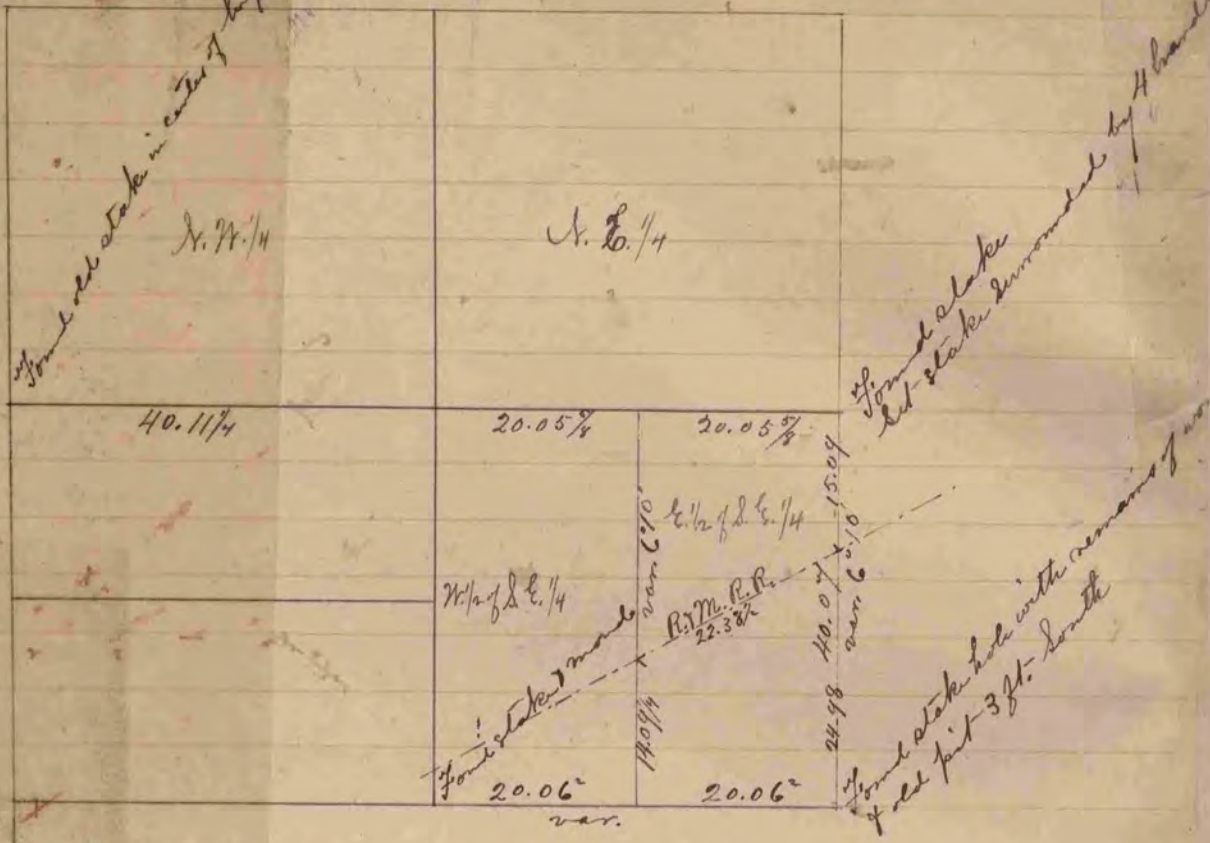 Found old stake in center of
N. W. 1/4
N. E. 1/4
Found stake
Set stake surrounded by 4
40.11 1/4
20.05 5/8
20.05 5/8
15.09
E. 1/2 of S. E. 1/4
var. 6°10'
W. 1/2 of S. E. 1/4
R. & M. R. R.
22.38 1/2
40.07
var. 6°10'
Found stake & mound
14.09 1/4
24.98
Found stake hole with remains of
& old pit 3 ft. South
20.06²
20.06²
var.